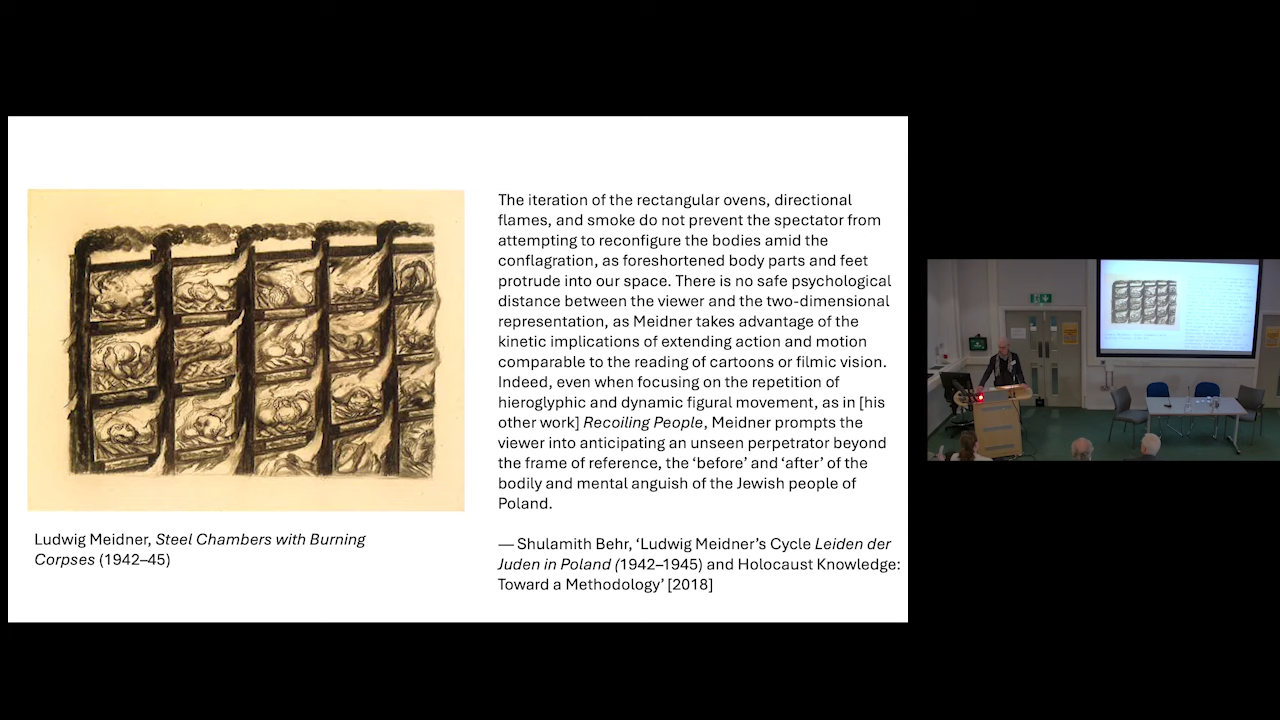 The iteration of the rectangular ovens, directional
flames, and smoke do not prevent the spectator from
attempting to reconfigure the bodies amid the
conflagration, as foreshortened body parts and feet
protrude into our space. There is no safe psychological
distance between the viewer and the two-dimensional
representation, as Meidner takes advantage of the
kinetic implications of extending action and motion
comparable to the reading of cartoons or filmic vision.
Indeed, even when focusing on the repetition of
hieroglyphic and dynamic figural movement, as in [his
other work] Recoiling People, Meidner prompts the
viewer into anticipating an unseen perpetrator beyond
the frame of reference, the ‘before’ and ‘after’ of the
bodily and mental anguish of the Jewish people of
Poland.
— Shulamith Behr, ‘Ludwig Meidner’s Cycle Leiden der
Juden in Poland (1942–1945) and Holocaust Knowledge:
Toward a Methodology’ [2018]
Ludwig Meidner, Steel Chambers with Burning
Corpses (1942–45)